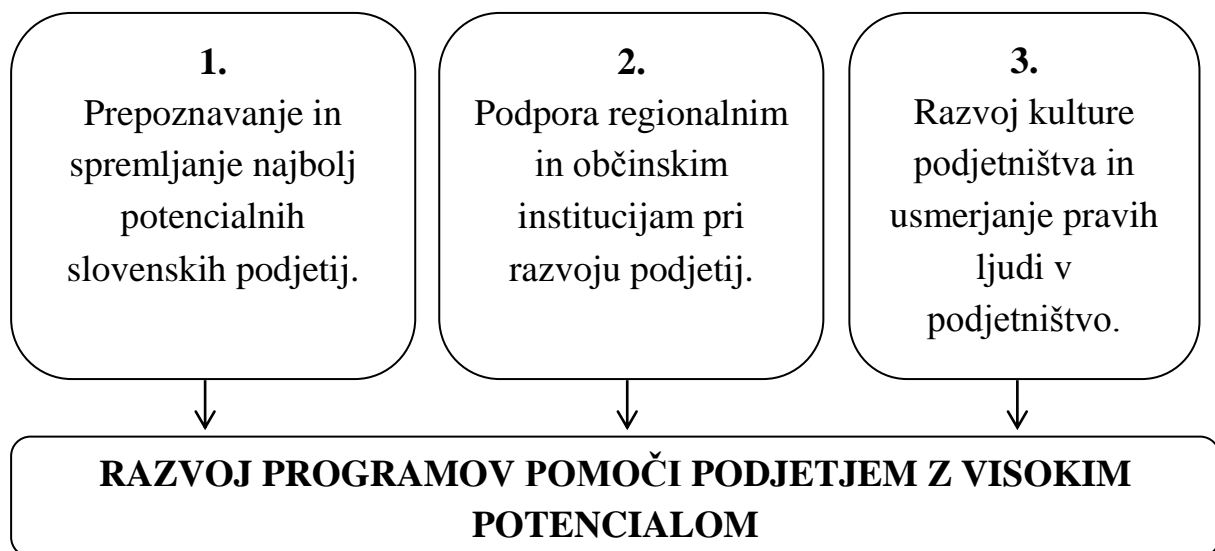 1.
Prepoznavanje in
spremljanje najbolj
potencialnih
slovenskih podjetij.
2.
Podpora regionalnim
in občinskim
institucijam pri
razvoju podjetij.
3.
Razvoj kulture
podjetništva in
usmerjanje pravih
ljudi v
podjetništvo.
RAZVOJ PROGRAMOV POMOČI PODJETJEM Z VISOKIM
POTENCIALOM